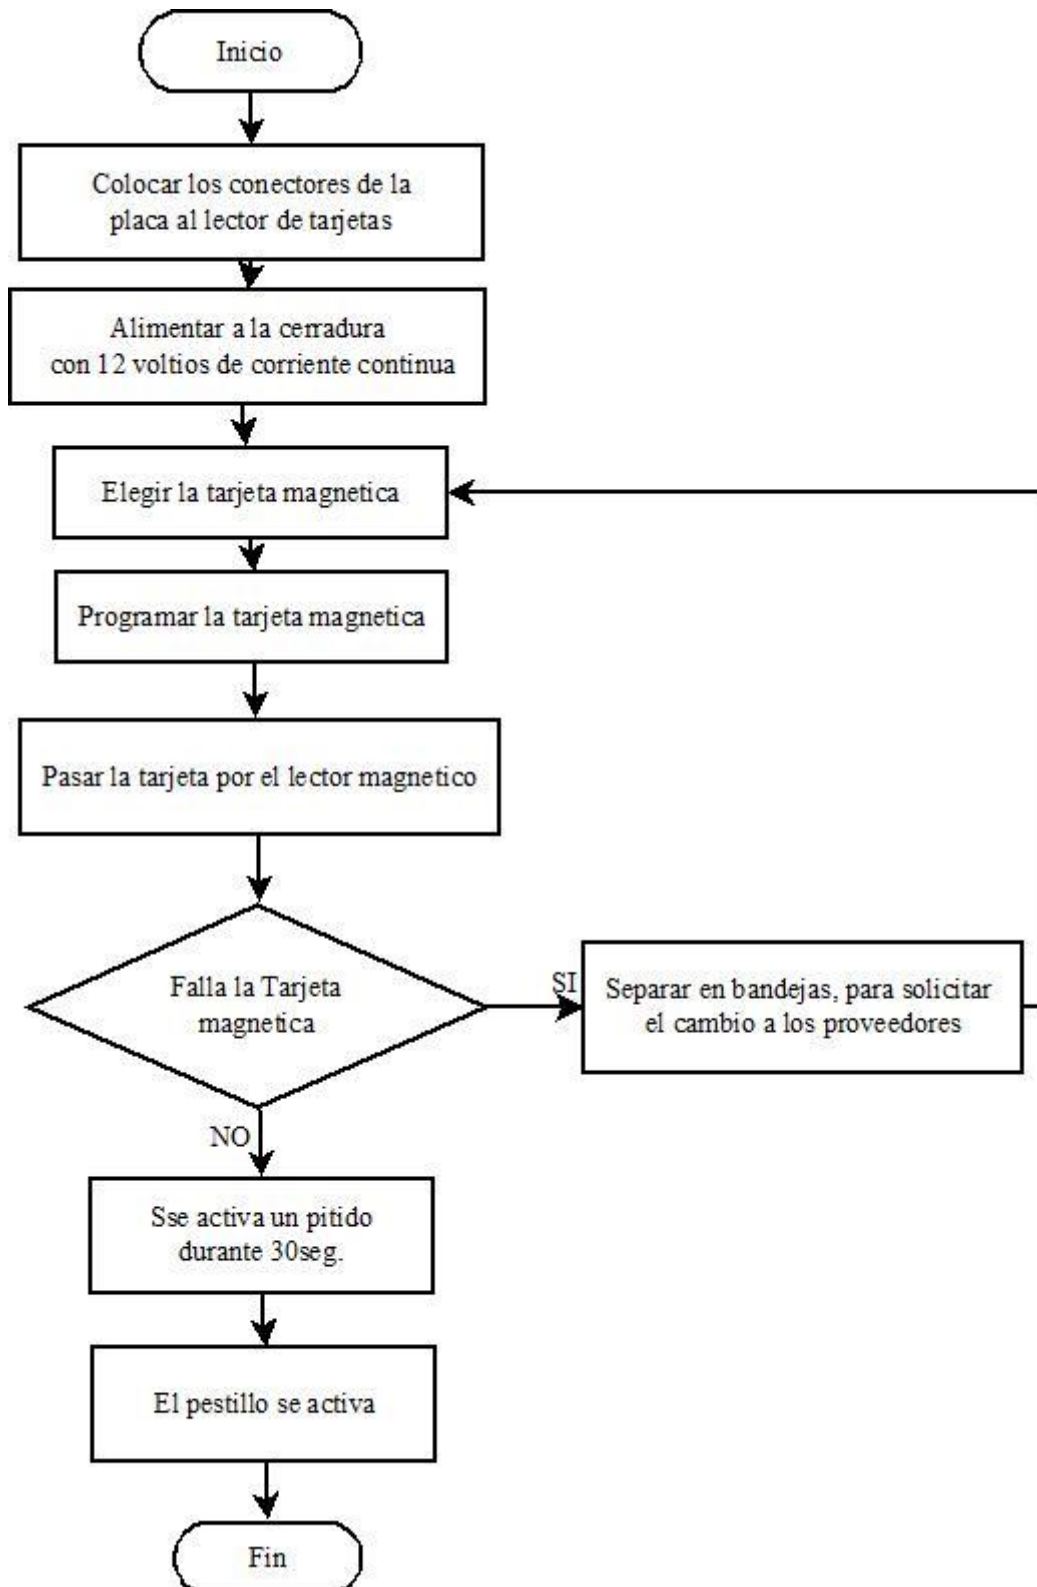 Inicio
Colocar los conectores de la
placa al lector de tarjetas
Alimentar a la cerradura
con 12 voltios de corriente continua
Elegir la tarjeta magnetica
Programar la tarjeta magnetica
Pasar la tarjeta por el lector magnetico
Falla la Tarjeta
magnetica
SI
Separar en bandejas, para solicitar
el cambio a los proveedores
NO
Sse activa un pitido
durante 30seg.
El pestillo se activa
Fin